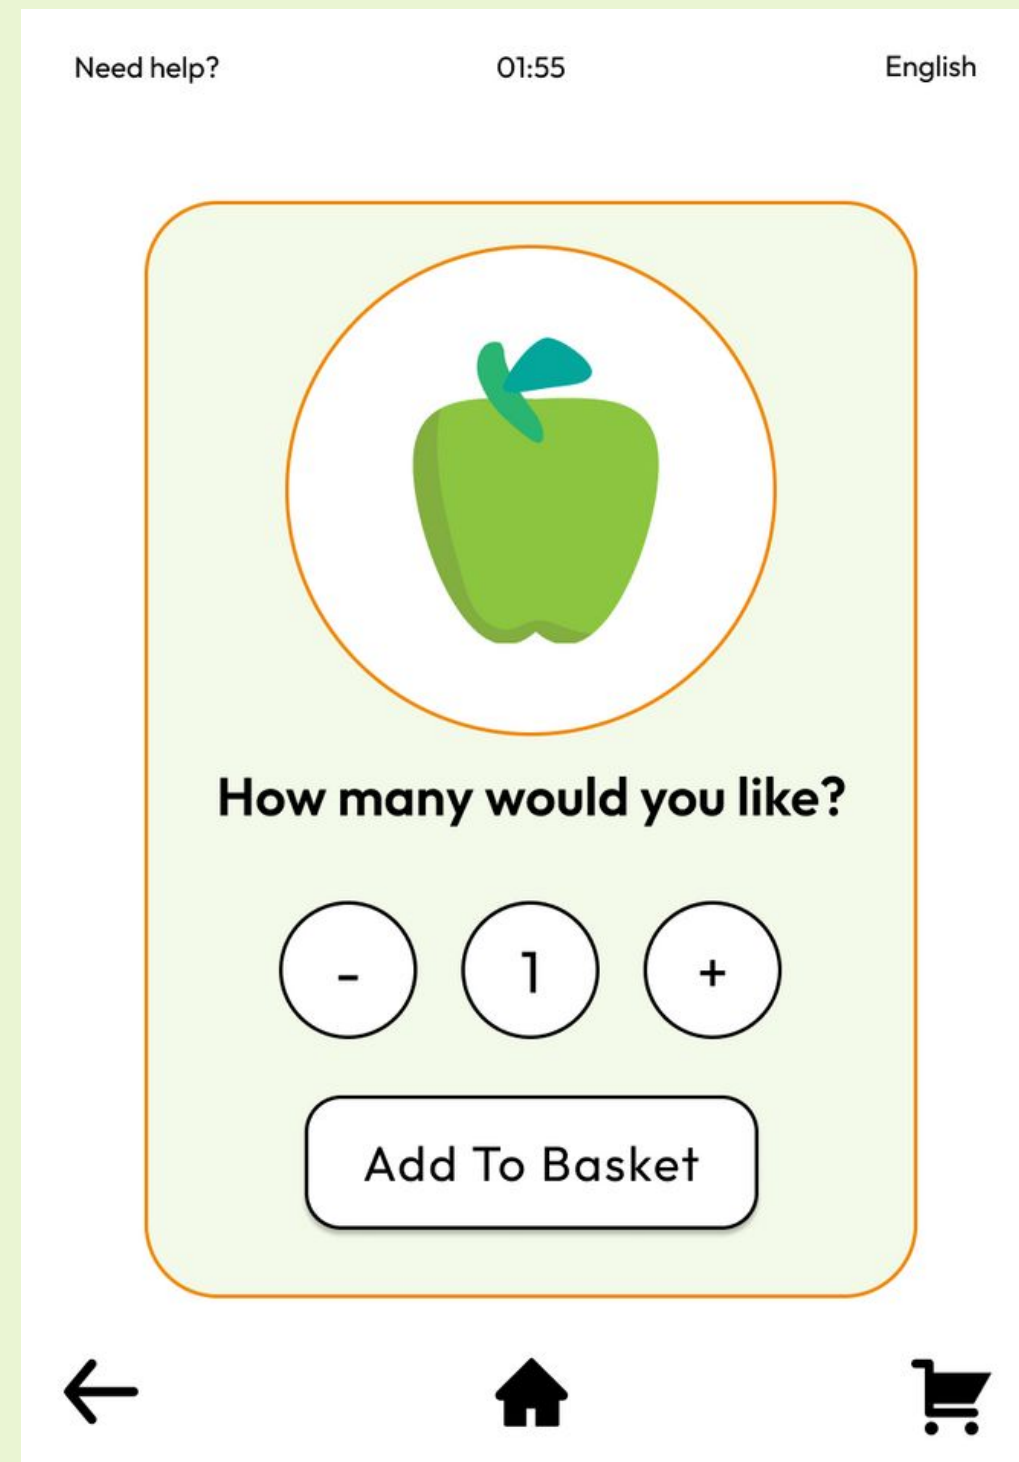 Need help?
01:55
English
How many would you like?
- 1 +
Add To Basket